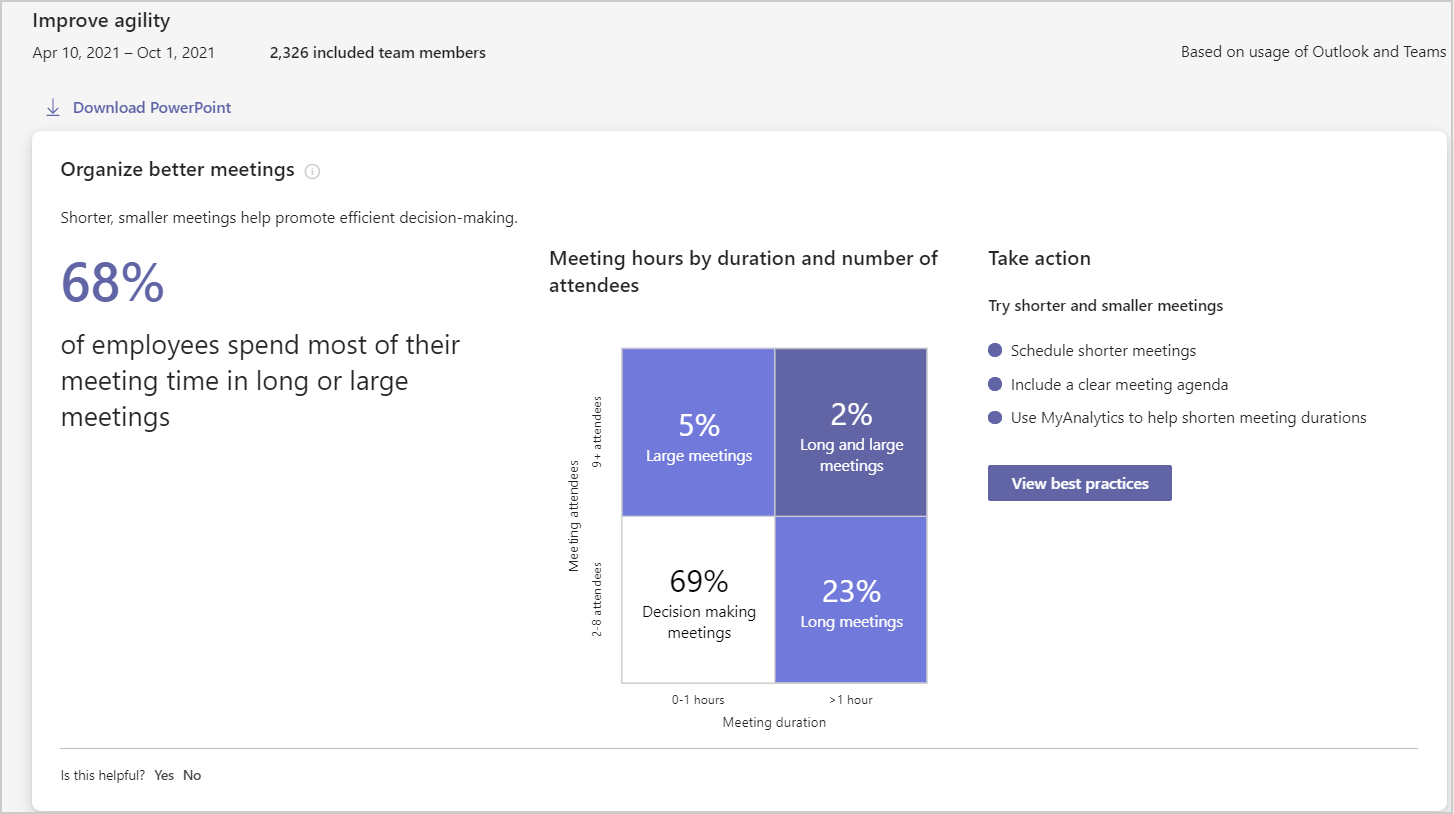 Improve agility
Apr 10, 2021 – Oct 1, 2021
2,326 included team members
Based on usage of Outlook and Teams
Download PowerPoint
Organize better meetings
Shorter, smaller meetings help promote efficient decision-making.
68%
of employees spend most of their
meeting time in long or large
meetings
Meeting hours by duration and number of
attendees
Meeting attendees
9+ attendees
2-8 attendees
5%
Large meetings
2%
Long and large
meetings
69%
Decision making
meetings
23%
Long meetings
0-1 hours
>1 hour
Meeting duration
Take action
Try shorter and smaller meetings
Schedule shorter meetings
Include a clear meeting agenda
Use MyAnalytics to help shorten meeting durations
View best practices
Is this helpful? Yes No